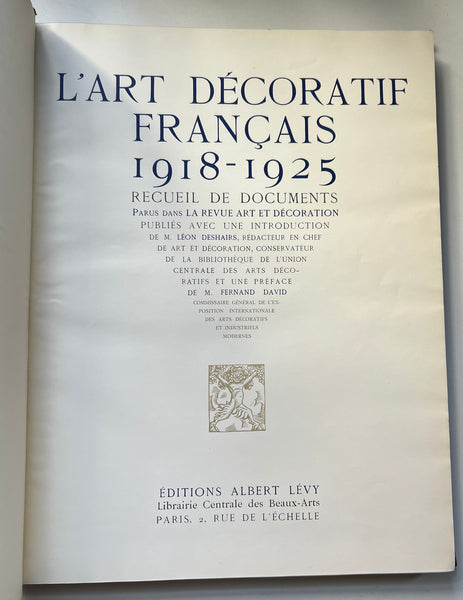 L'ART DÉCORATIF
FRANÇAIS
1918-1925
RECUEIL DE DOCUMENTS
PARUS DANS LA REVUE ART ET DÉCORATION
PUBLIÉS AVEC UNE INTRODUCTION
DE M. LÉON DESHAIRS, RÉDACTEUR EN CHEF
DE ART ET DÉCORATION, CONSERVATEUR
DE LA BIBLIOTHÈQUE DE L'UNION
CENTRALE DES ARTS DÉCO-
RATIFS ET UNE PRÉFACE
DE M. FERNAND DAVID
COMMISSAIRE GÉNÉRAL DE L'EX-
POSITION INTERNATIONALE
DES ARTS DÉCORATIFS
ET INDUSTRIELS
MODERNES
ÉDITIONS ALBERT LÉVY
Librairie Centrale des Beaux-Arts
PARIS, 2, RUE DE L'ÉCHELLE